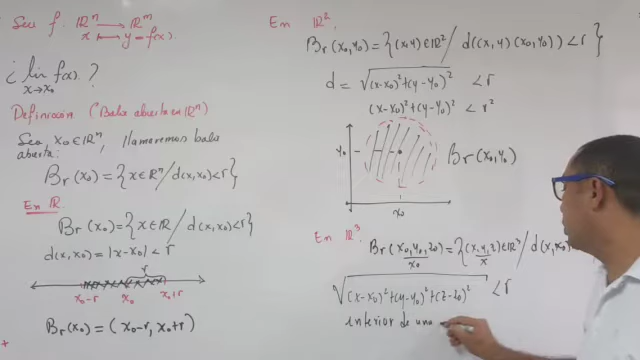 Sea f: ℝⁿ → ℝᵐ
x → y = f(x).
¿ lim f(x) ?
x→x₀
Definición (Bola abierta en ℝⁿ)
Sea x₀ ∈ ℝⁿ, llamaremos bola
abierta:
Br(x₀) = { x ∈ ℝⁿ / d(x,x₀) < r }
En ℝ
Br(x₀) = { x ∈ ℝ / d(x,x₀) < r }
d(x,x₀) = |x-x₀| < r
r
x₀-r x₀ x₀+r
Br(x₀) = (x₀-r, x₀+r)
En ℝ².
Br(x₀,y₀) = { (x,y) ∈ ℝ² / d((x,y)(x₀,y₀)) < r }
d = √(x-x₀)²+(y-y₀)² < r
(x-x₀)²+(y-y₀)² < r²
y₀
Br(x₀,y₀)
x₀
En ℝ³
Br(x₀,y₀,z₀) = { (x,y,z) ∈ ℝ³ / d(x,x₀)
x₀ x
√(x-x₀)²+(y-y₀)²+(z-z₀)² < r
interior de una